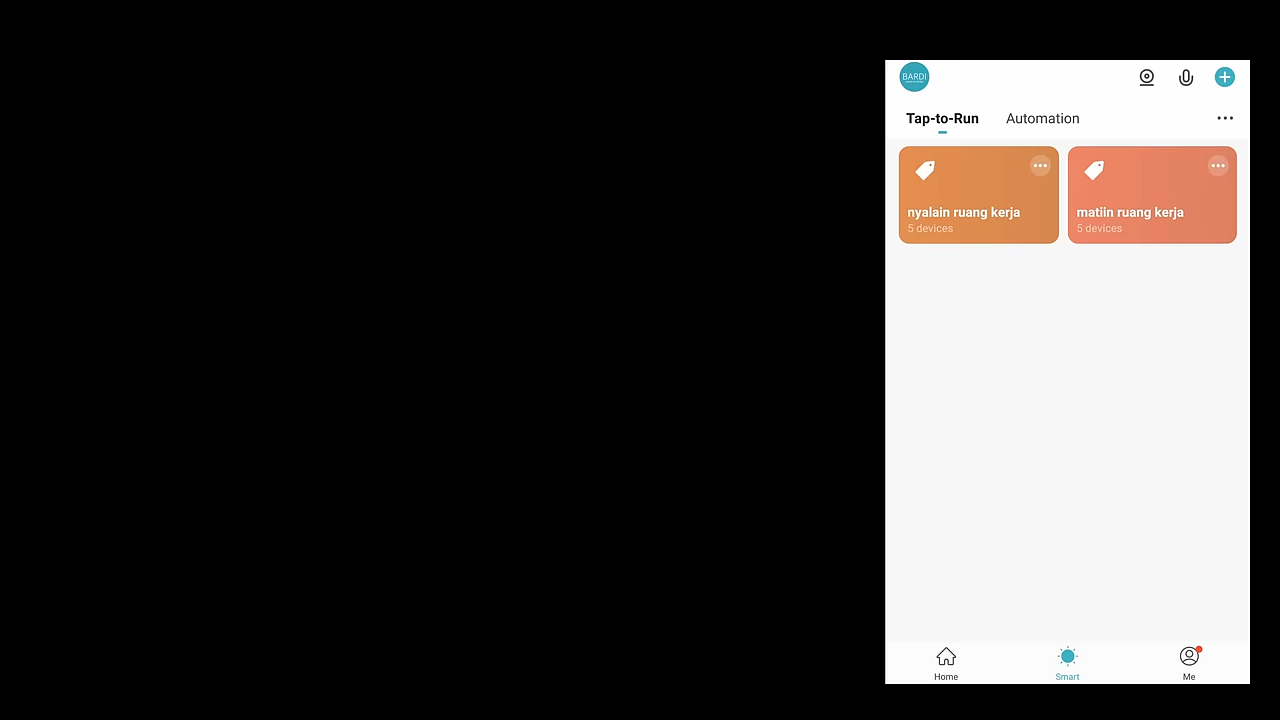 BARDI
Tap-to-Run Automation
nyalain ruang kerja
5 devices
matiin ruang kerja
5 devices
Home Smart Me